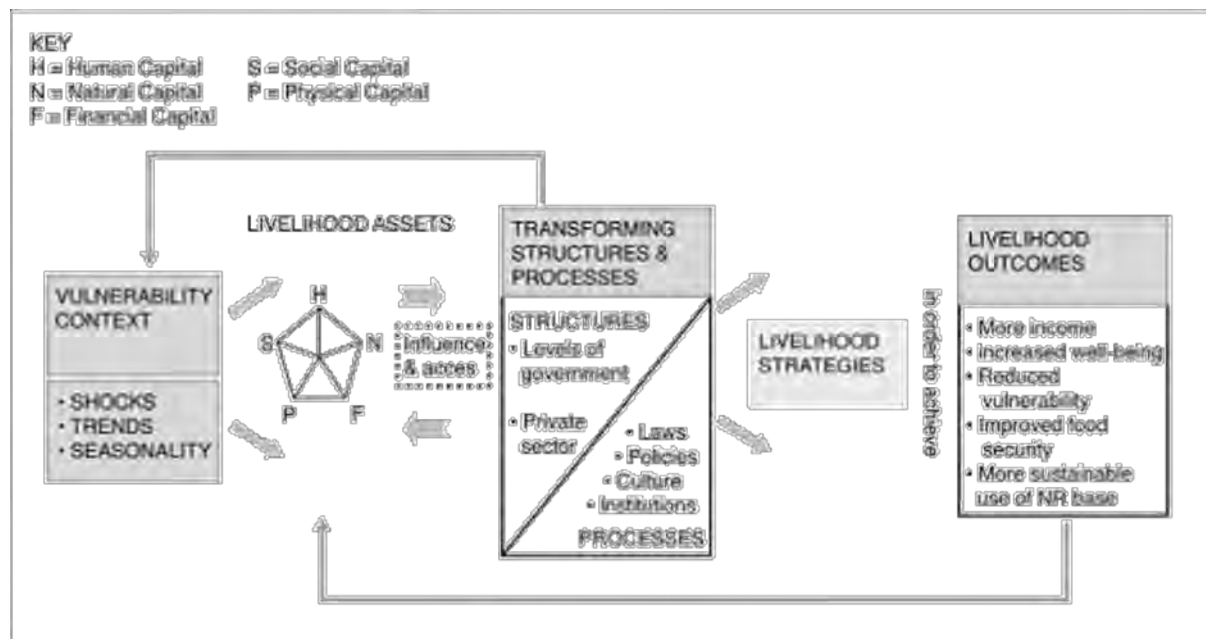 KEY
H = Human Capital S = Social Capital
N = Natural Capital P = Physical Capital
F = Financial Capital
LIVELIHOOD ASSETS
VULNERABILITY
CONTEXT
• SHOCKS
• TRENDS
• SEASONALITY
H
S
N
P
F
Influence
& acces
TRANSFORMING
STRUCTURES &
PROCESSES
STRUCTURES
• Levels of
government
• Private
sector
• Laws
• Policies
• Culture
• Institutions
PROCESSES
LIVELIHOOD
STRATEGIES
in order to achieve
LIVELIHOOD
OUTCOMES
• More income
• Increased well-being
• Reduced
vulnerability
• Improved food
security
• More sustainable
use of NR base